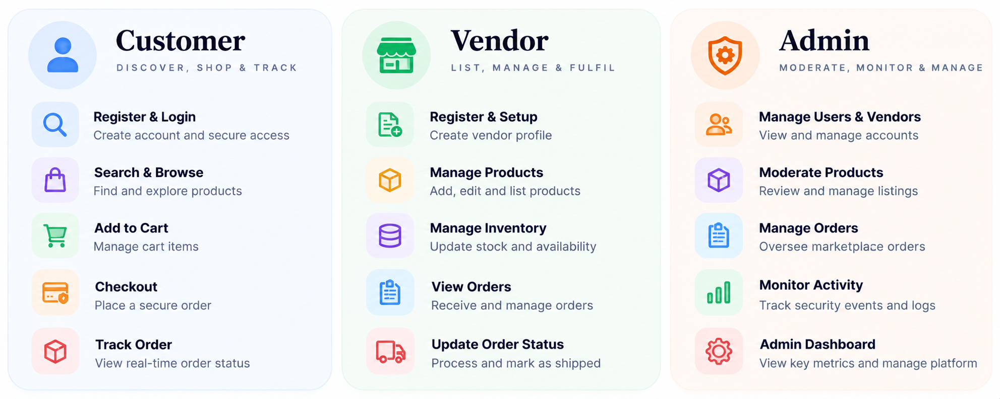 Customer
DISCOVER, SHOP & TRACK
Register & Login
Create account and secure access
Search & Browse
Find and explore products
Add to Cart
Manage cart items
Checkout
Place a secure order
Track Order
View real-time order status
Vendor
LIST, MANAGE & FULFIL
Register & Setup
Create vendor profile
Manage Products
Add, edit and list products
Manage Inventory
Update stock and availability
View Orders
Receive and manage orders
Update Order Status
Process and mark as shipped
Admin
MODERATE, MONITOR & MANAGE
Manage Users & Vendors
View and manage accounts
Moderate Products
Review and manage listings
Manage Orders
Oversee marketplace orders
Monitor Activity
Track security events and logs
Admin Dashboard
View key metrics and manage platform